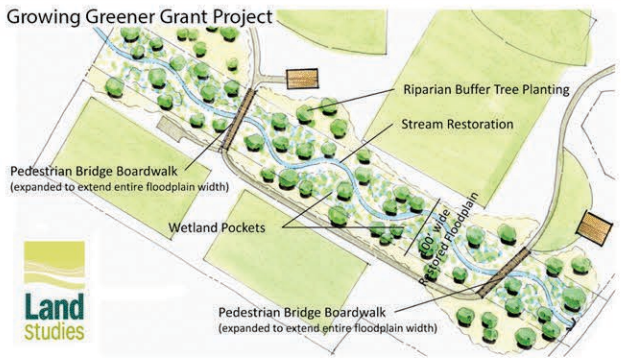 Growing Greener Grant Project
Riparian Buffer Tree Planting
Stream Restoration
Pedestrian Bridge Boardwalk
(expanded to extend entire floodplain width)
Wetland Pockets
100' wide
Restored Floodplain
Land
Studies
Pedestrian Bridge Boardwalk
(expanded to extend entire floodplain width)